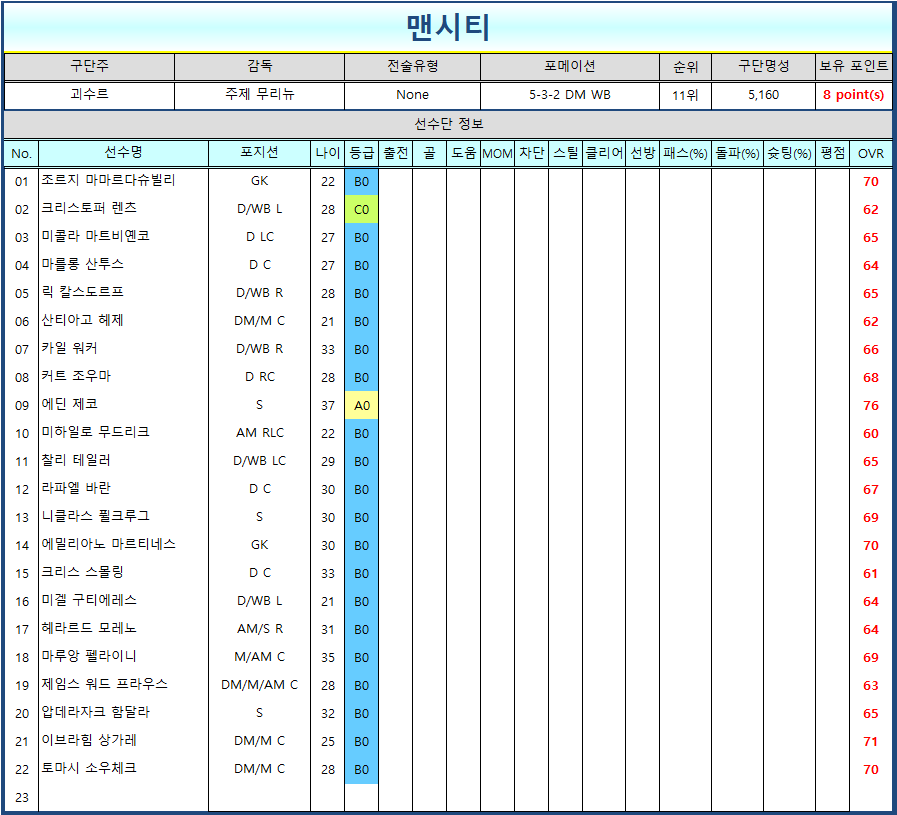 맨시티
구단주 감독 전술유형 포메이션 순위 구단명성 보유 포인트
괴수르 주제 무리뉴 None 5-3-2 DM WB 11위 5,160 8 point(s)
선수단 정보
No. 선수명 포지션 나이 등급 출전 골 도움 MOM 차단 스틸 클리어 선방 패스(%) 돌파(%) 슛팅(%) 평점 OVR
01 조르지 마마르다슈빌리 GK 22 B0 70
02 크리스토퍼 렌츠 D/WB L 28 C0 62
03 미콜라 마트비옌코 D LC 27 B0 65
04 마를롱 산투스 D C 27 B0 64
05 릭 칼스도르프 D/WB R 28 B0 65
06 산티아고 헤제 DM/M C 21 B0 62
07 카일 워커 D/WB R 33 B0 66
08 커트 조우마 D RC 28 B0 68
09 에딘 제코 S 37 A0 76
10 미하일로 무드리크 AM RLC 22 B0 60
11 찰리 테일러 D/WB LC 29 B0 65
12 라파엘 바란 D C 30 B0 67
13 니클라스 퓔크루그 S 30 B0 69
14 에밀리아노 마르티네스 GK 30 B0 70
15 크리스 스몰링 D C 33 B0 61
16 미겔 구티에레스 D/WB L 21 B0 64
17 헤라르드 모레노 AM/S R 31 B0 64
18 마루앙 펠라이니 M/AM C 35 B0 69
19 제임스 워드 프라우스 DM/M/AM C 28 B0 63
20 압데라자크 함달라 S 32 B0 65
21 이브라힘 상가레 DM/M C 25 B0 71
22 토마시 소우체크 DM/M C 28 B0 70
23